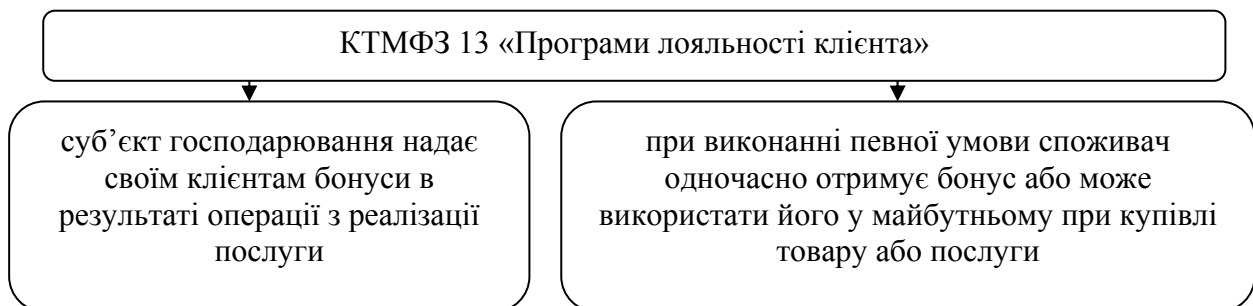 КТМФЗ 13 «Програми лояльності клієнта»
суб’єкт господарювання надає
своїм клієнтам бонуси в
результаті операції з реалізації
послуги
при виконанні певної умови споживач
одночасно отримує бонус або може
використати його у майбутньому при купівлі
товару або послуги